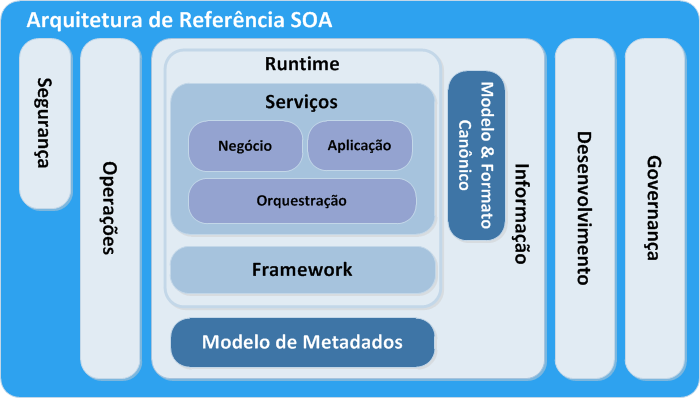 Arquitetura de Referência SOA
Segurança
Operações
Runtime
Serviços
Negócio
Aplicação
Orquestração
Framework
Modelo de Metadados
Modelo & Formato
Canônico
Informação
Desenvolvimento
Governança